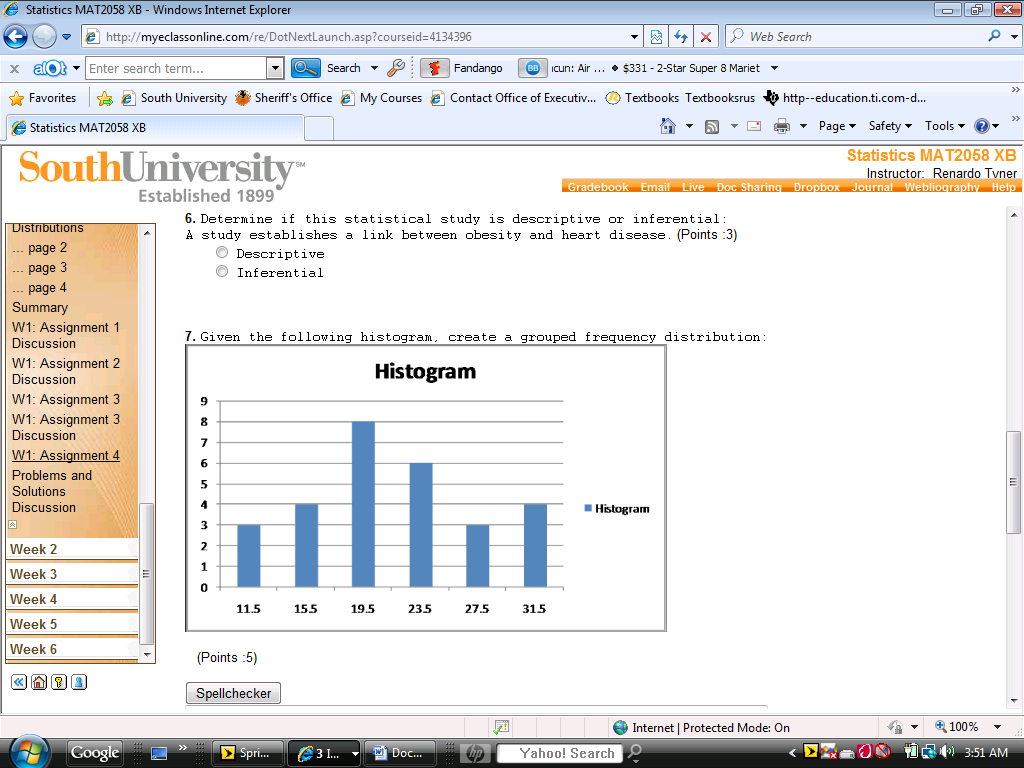 Statistics MAT2058 XB - Windows Internet Explorer
http://myeclassonline.com/re/DotNextLaunch.asp?courseid=4134396
Web Search
x aol Enter search term... Search Fandango BB ıcun: Air ... $331 - 2-Star Super 8 Mariet
Favorites South University Sheriff's Office My Courses Contact Office of Executiv... Textbooks Textbooksrus http--education.ti.com-d...
Statistics MAT2058 XB
Page Safety Tools
SouthUniversity SM
Established 1899
Statistics MAT2058 XB
Instructor: Renardo Tyner
Gradebook Email Live Doc Sharing Dropbox Journal Webliography Help
Distributions
... page 2
... page 3
... page 4
Summary
W1: Assignment 1
Discussion
W1: Assignment 2
Discussion
W1: Assignment 3
W1: Assignment 3
Discussion
W1: Assignment 4
Problems and
Solutions
Discussion
Week 2
Week 3
Week 4
Week 5
Week 6
6. Determine if this statistical study is descriptive or inferential:
A study establishes a link between obesity and heart disease. (Points :3)
Descriptive
Inferential
7. Given the following histogram, create a grouped frequency distribution:
Histogram
9
8
7
6
5
4
3
2
1
0
11.5 15.5 19.5 23.5 27.5 31.5
Histogram
(Points :5)
Spellchecker
Internet | Protected Mode: On
100%
Google
Spri...
3 I...
Doc...
hp
Yahoo! Search
3:51 AM